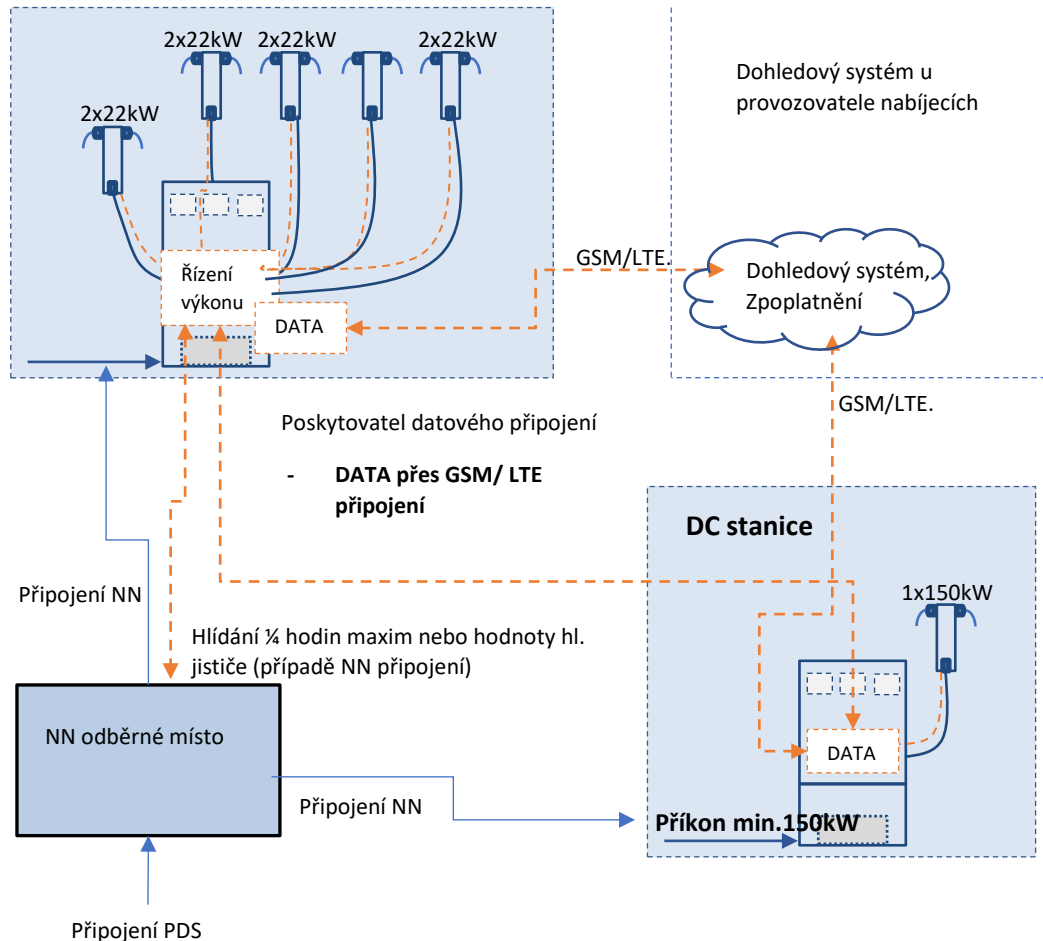 2x22kW
2x22kW
2x22kW
2x22kW
Řízení
výkonu
DATA
Dohledový systém u
provozovatele nabíjecích
GSM/LTE.
Dohledový systém,
Zpoplatnění
GSM/LTE.
Poskytovatel datového připojení
- DATA přes GSM/ LTE
připojení
DC stanice
1x150kW
DATA
Příkon min.150kW
Připojení NN
Hlídání ¼ hodin maxim nebo hodnoty hl.
jističe (případě NN připojení)
NN odběrné místo
Připojení NN
Připojení PDS